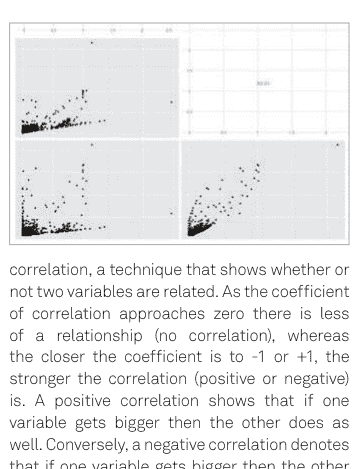 correlation, a technique that shows whether or
not two variables are related. As the coefficient
of correlation approaches zero there is less
of a relationship (no correlation), whereas
the closer the coefficient is to -1 or +1, the
stronger the correlation (positive or negative)
is. A positive correlation shows that if one
variable gets bigger then the other does as
well. Conversely, a negative correlation denotes
that if one variable gets bigger then the other